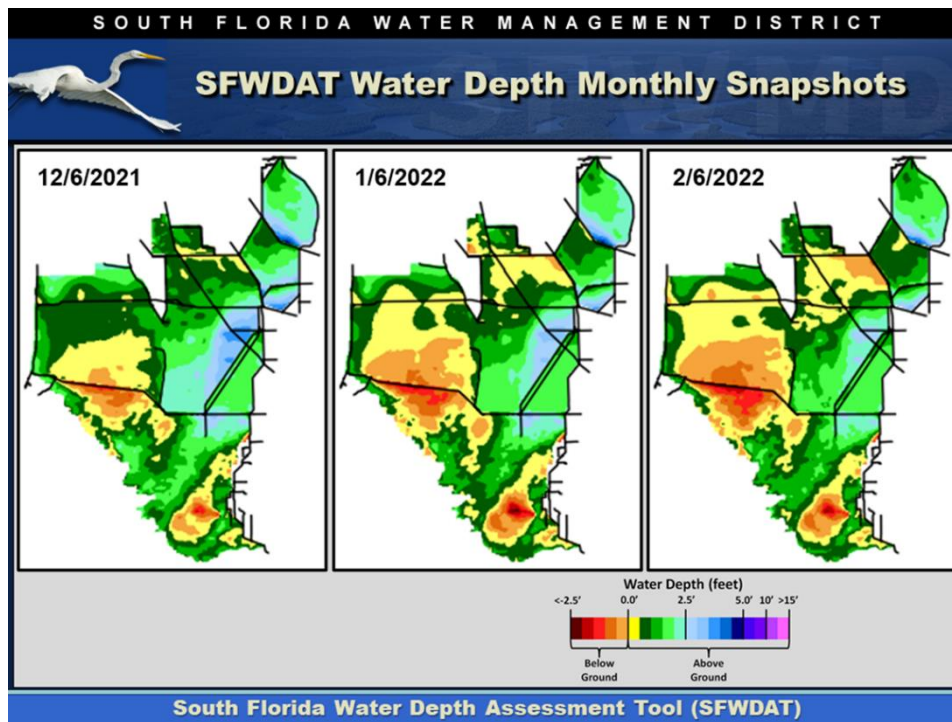 SOUTH FLORIDA WATER MANAGEMENT DISTRICT
SFWDAT Water Depth Monthly Snapshots
12/6/2021
1/6/2022
2/6/2022
Water Depth (feet)
<-2.5' 0.0' 2.5' 5.0' 10' >15'
Below Ground
Above Ground
South Florida Water Depth Assessment Tool (SFWDAT)